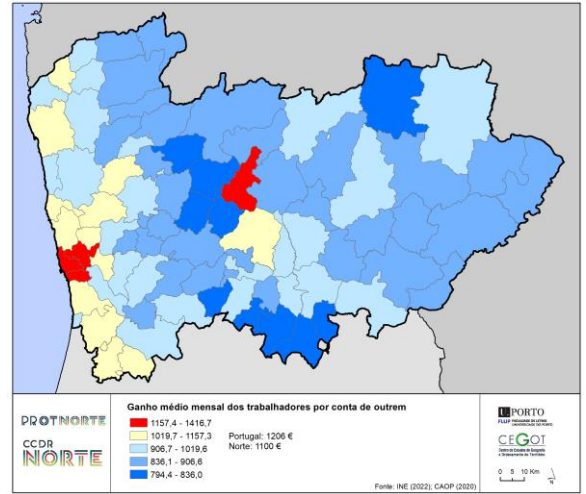 PROTNORTE
CCDR
NORTE
Ganho médio mensal dos trabalhadores por conta de outrem
1157,4 - 1416,7
1019,7 - 1157,3
906,7 - 1019,6
836,1 - 906,6
794,4 - 836,0
Portugal: 1206 €
Norte: 1100 €
U.PORTO
FLUP FACULDADE DE LETRAS
UNIVERSIDADE DO PORTO
CEGOT
Centro de Estudos de Geografia
e Ordenamento do Território
0 5 10 Km
N
Fonte: INE (2022); CAOP (2020)